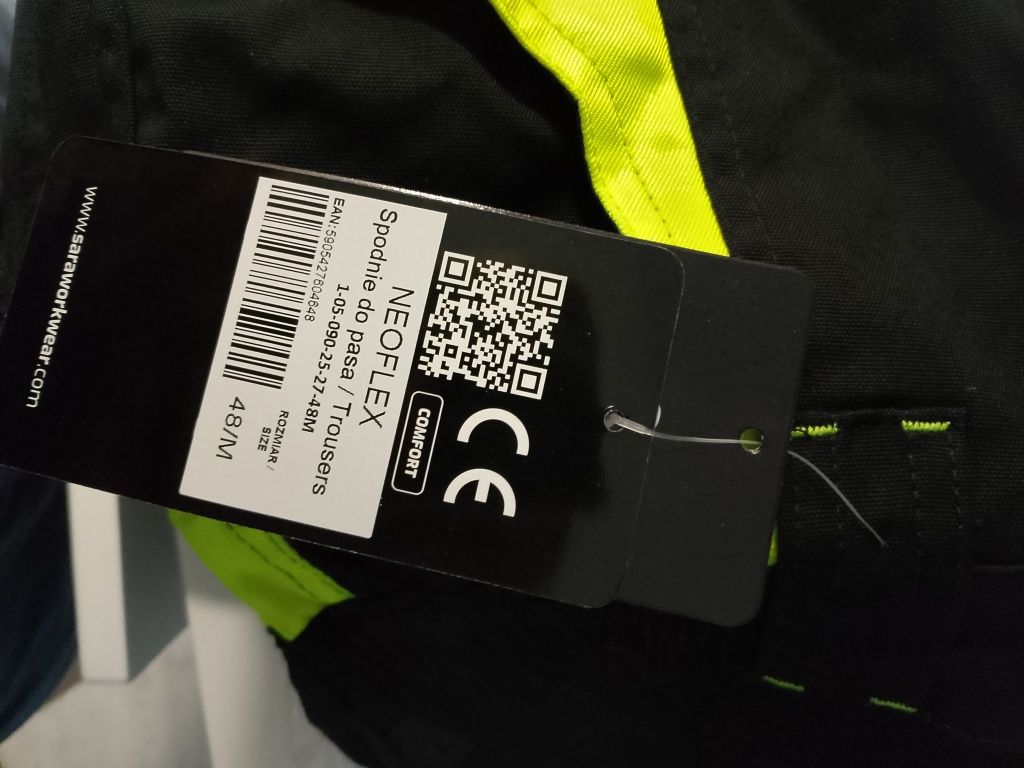 CE
COMFORT
NEOFLEX
Spodnie do pasa / Trousers
1-05-090-25-27-48M
EAN: 5905427604648
ROZMIAR /
SIZE
48/M
www.saraworkwear.com